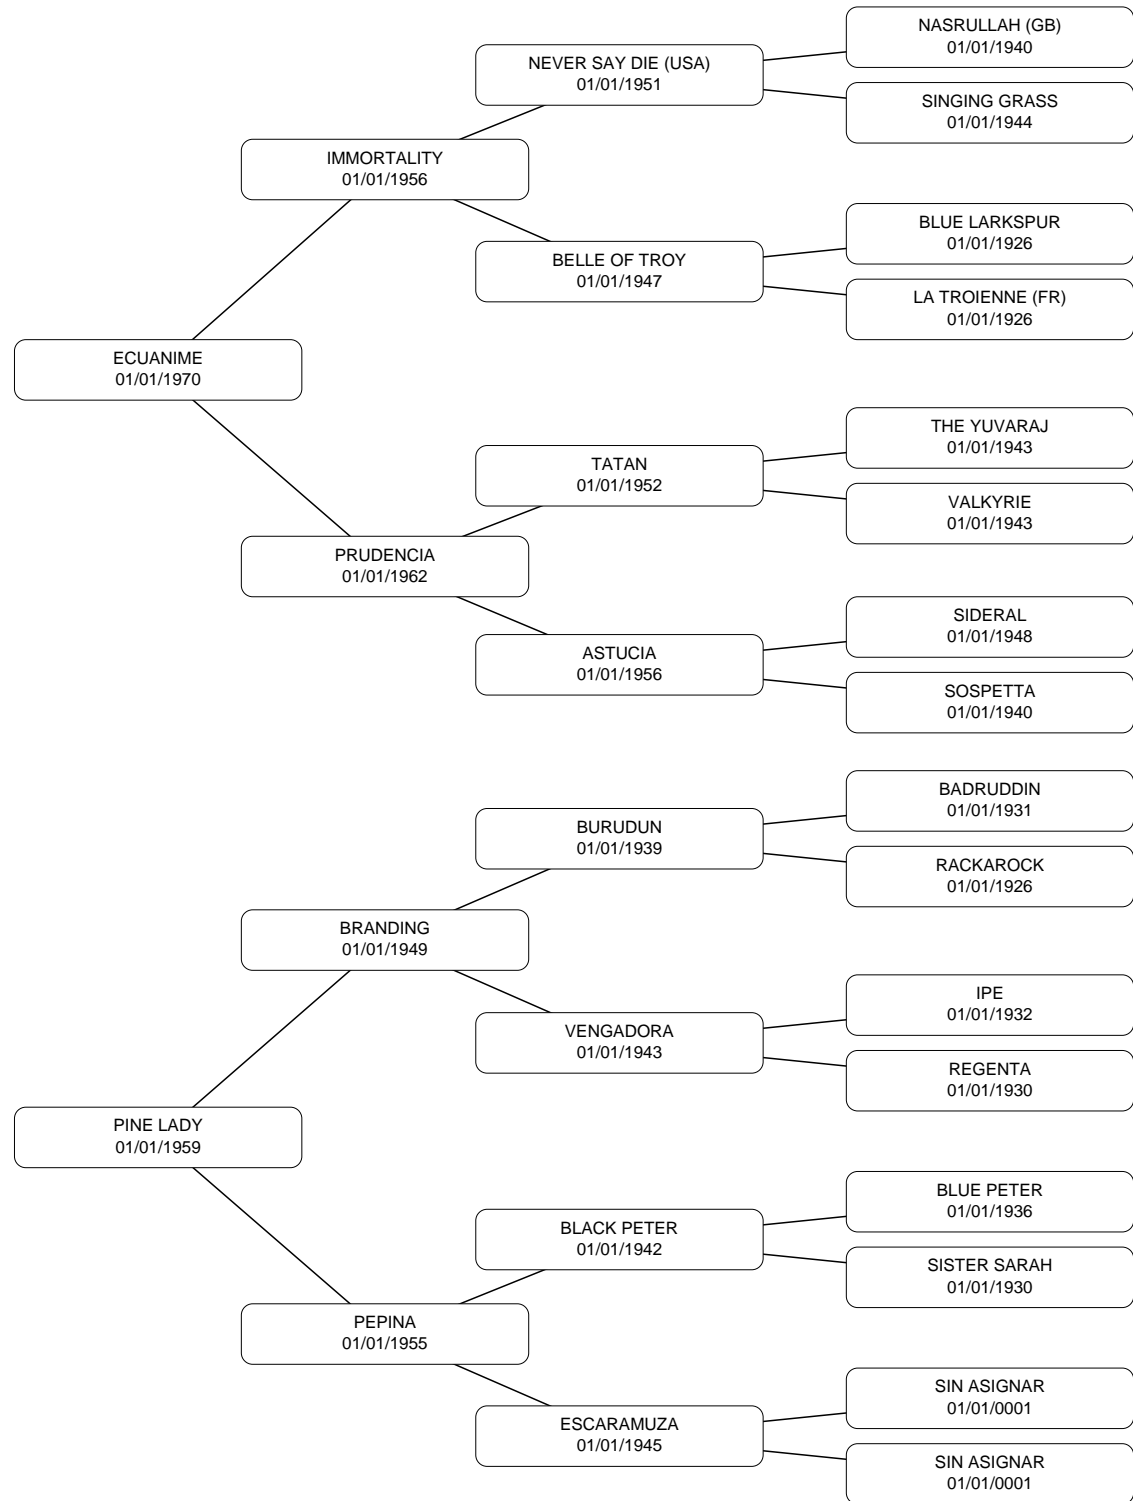 NASRULLAH (GB)
01/01/1940
NEVER SAY DIE (USA)
01/01/1951
SINGING GRASS
01/01/1944
IMMORTALITY
01/01/1956
BLUE LARKSPUR
01/01/1926
BELLE OF TROY
01/01/1947
LA TROIENNE (FR)
01/01/1926
ECUANIME
01/01/1970
THE YUVARAJ
01/01/1943
TATAN
01/01/1952
VALKYRIE
01/01/1943
PRUDENCIA
01/01/1962
SIDERAL
01/01/1948
ASTUCIA
01/01/1956
SOSPETTA
01/01/1940
BADRUDDIN
01/01/1931
BURUDUN
01/01/1939
RACKAROCK
01/01/1926
BRANDING
01/01/1949
IPE
01/01/1932
VENGADORA
01/01/1943
REGENTA
01/01/1930
PINE LADY
01/01/1959
BLUE PETER
01/01/1936
BLACK PETER
01/01/1942
SISTER SARAH
01/01/1930
PEPINA
01/01/1955
SIN ASIGNAR
01/01/0001
ESCARAMUZA
01/01/1945
SIN ASIGNAR
01/01/0001